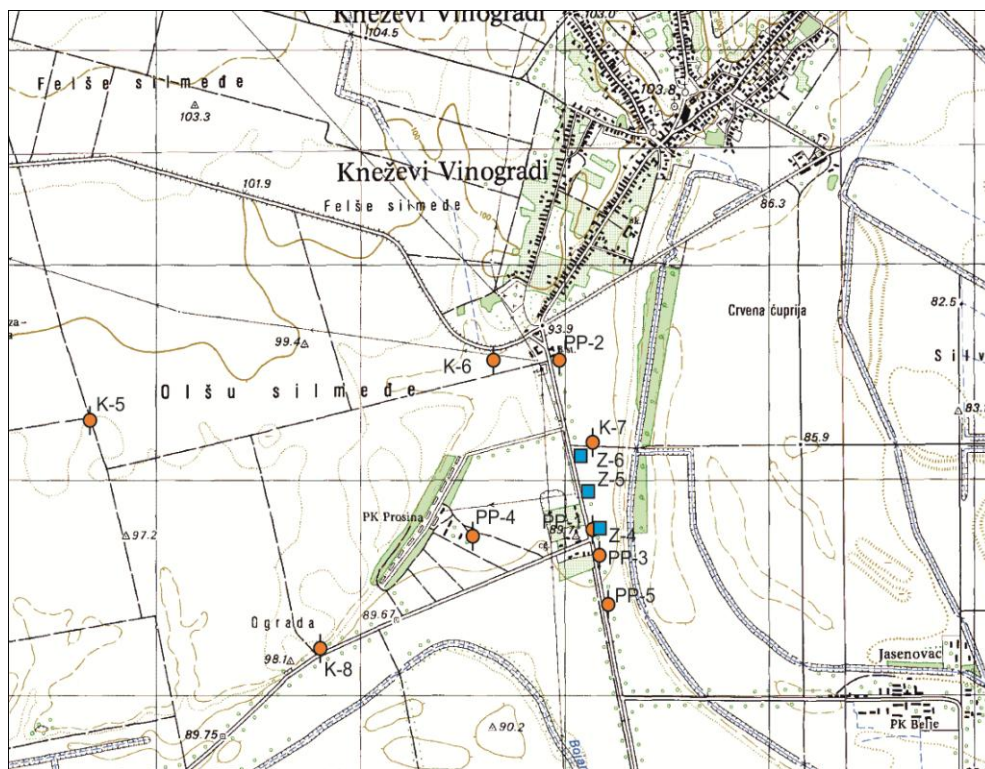 Kneževi Vinogradi
103.0
104.5
Felše silmeđe
103.3
103.8
Kneževi Vinogradi
101.9
Felše silmeđe
šk.
86.3
100
82.5
Crvena ćuprija
93.9
99.4
PP-2
K-6
Olšu silmeđe
K-5
K-7
85.9
Z-6
Z-5
PK Prosina
PP-4
Z-4
97.2
PP-3
PP-5
Ograda
89.67
98.1
K-8
Jasenovac
PK Belje
89.75
90.2